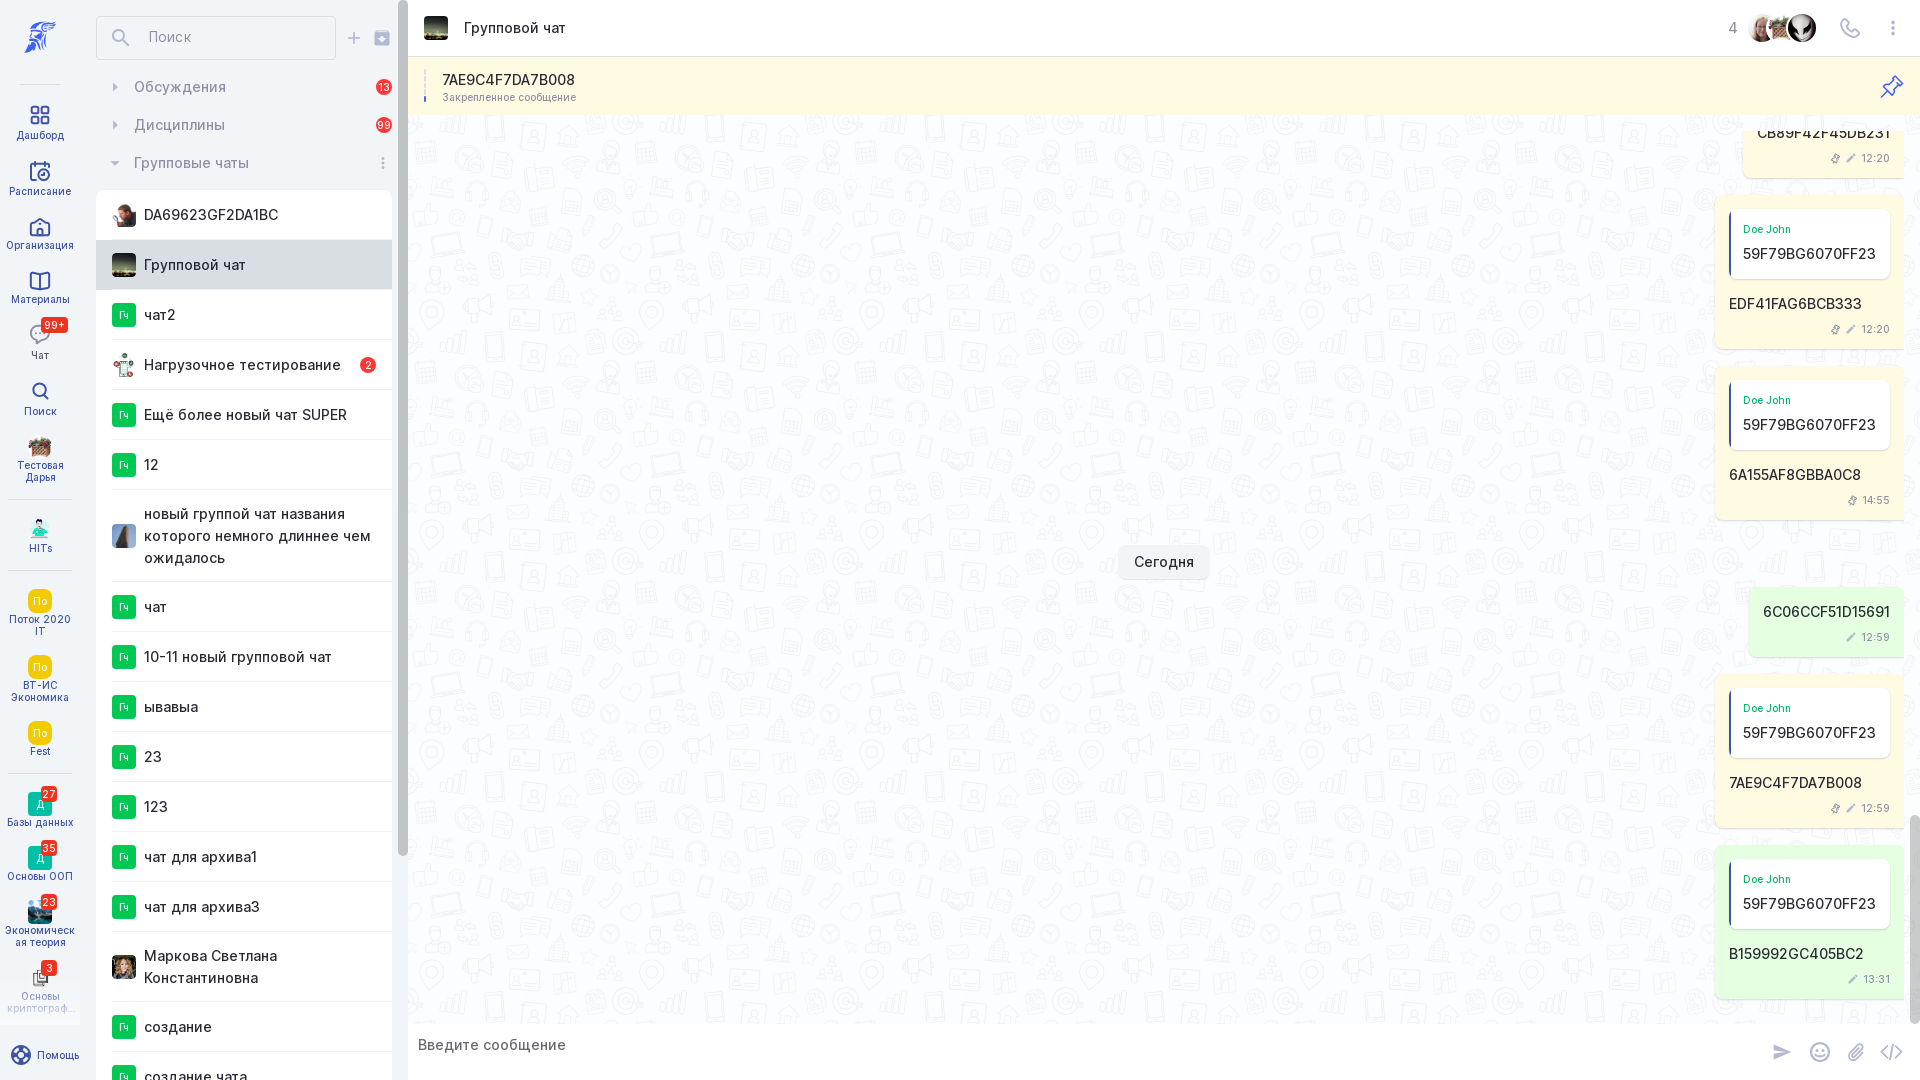 Дашборд
Расписание
Организация
Материалы
99+
Чат
Поиск
Тестовая
Дарья
HITs
По
Поток 2020
IT
По
ВТ-ИС
Экономика
По
Fest
27
Д
Базы данных
35
Д
Основы ООП
23
Экономическ
ая теория
3
Основы
криптограф...
Помощь
Поиск
Обсуждения
13
Дисциплины
99
Групповые чаты
DA69623GF2DA1BC
Групповой чат
Гч
чат2
Нагрузочное тестирование
2
Гч
Ещё более новый чат SUPER
Гч
12
новый группой чат названия
которого немного длиннее чем
ожидалось
Гч
чат
Гч
10-11 новый групповой чат
Гч
ывавыа
Гч
23
Гч
123
Гч
чат для архива1
Гч
чат для архива3
Маркова Светлана
Константиновна
Гч
создание
Гч
создание чата
Групповой чат
4
7AE9C4F7DA7B008
Закрепленное сообщение
CB89F42F45DB231
12:20
Doe John
59F79BG6070FF23
EDF41FAG6BCB333
12:20
Doe John
59F79BG6070FF23
6A155AF8GBBA0C8
14:55
Сегодня
6C06CCF51D15691
12:59
Doe John
59F79BG6070FF23
7AE9C4F7DA7B008
12:59
Doe John
59F79BG6070FF23
B159992GC405BC2
13:31
Введите сообщение